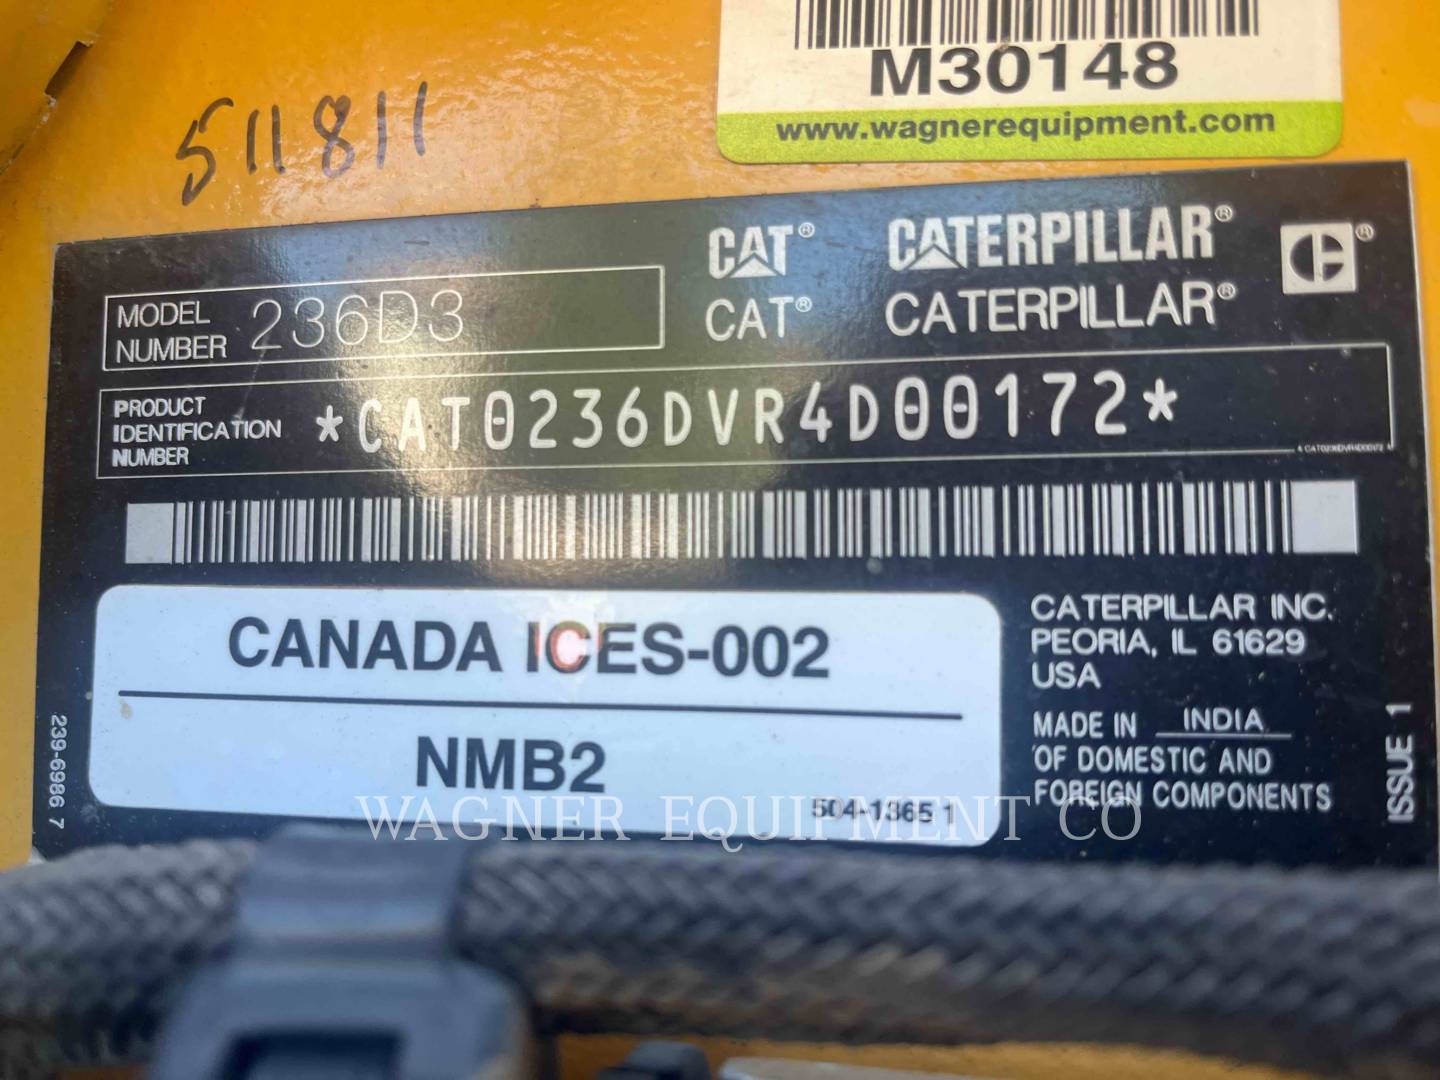 M30148
www.wagnerequipment.com
511811
CAT® CATERPILLAR® ®
CAT® CATERPILLAR®
MODEL
NUMBER 236D3
PRODUCT
IDENTIFICATION
NUMBER
*CAT0236DVR4D00172*
CANADA ICES-002
NMB2
504-1365 1
CATERPILLAR INC.
PEORIA, IL 61629
USA
MADE IN INDIA
OF DOMESTIC AND
FOREIGN COMPONENTS
239-6986 7
ISSUE 1
WAGNER EQUIPMENT CO